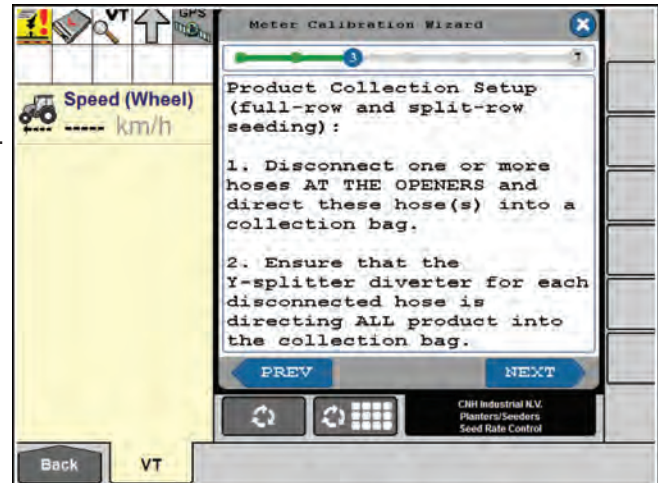 VT
GPS
Meter Calibration Wizard
3
7
Speed (Wheel)
----- km/h
Product Collection Setup
(full-row and split-row
seeding):
1. Disconnect one or more
hoses AT THE OPENERS and
direct these hose(s) into a
collection bag.
2. Ensure that the
Y-splitter diverter for each
disconnected hose is
directing ALL product into
the collection bag.
PREV
NEXT
CNH Industrial N.V.
Planters/Seeders
Seed Rate Control
Back
VT